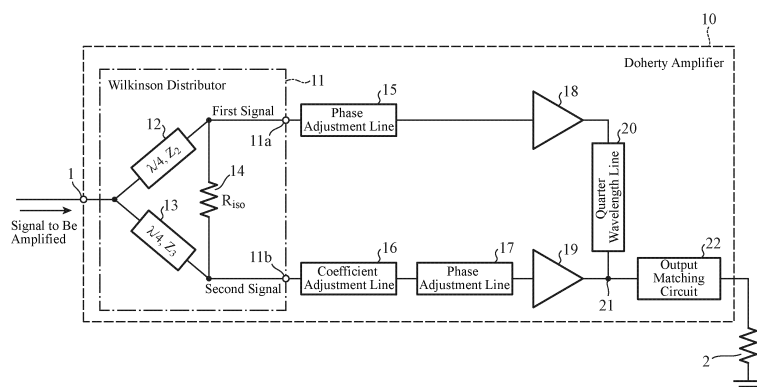 10
Doherty Amplifier
Wilkinson Distributor
11
First Signal
15
Phase
Adjustment Line
18
12
λ/4, Z2
11a
20
Quarter
Wavelength Line
14
Riso
1
Signal to Be
Amplified
13
λ/4, Z3
11b
Second Signal
16
Coefficient
Adjustment Line
17
Phase
Adjustment Line
19
21
22
Output
Matching
Circuit
2